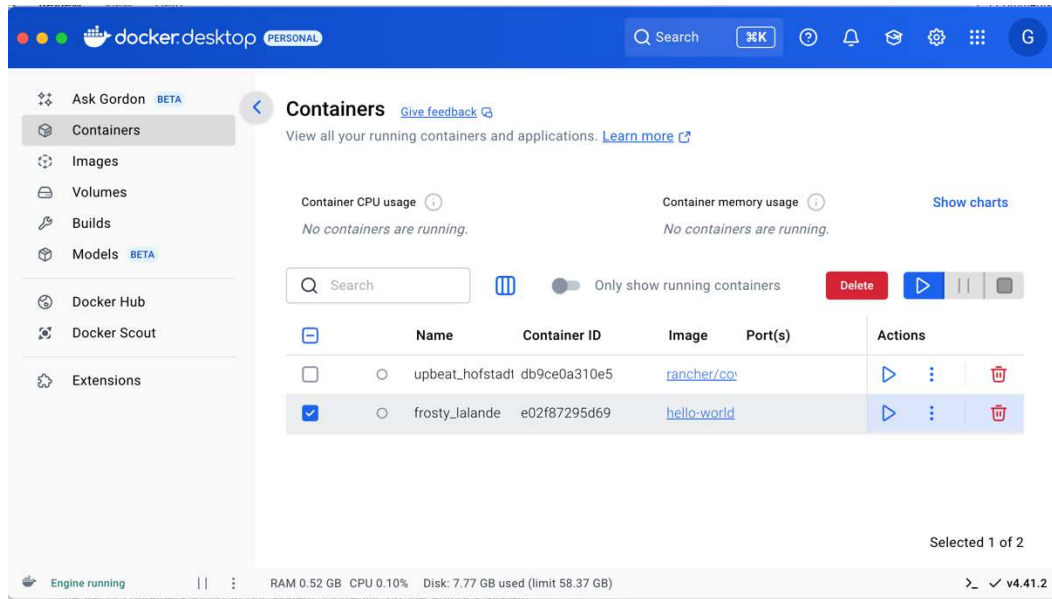 docker.desktop PERSONAL
Search ⌘K
G
Ask Gordon BETA
Containers
Images
Volumes
Builds
Models BETA
Docker Hub
Docker Scout
Extensions
Containers Give feedback
View all your running containers and applications. Learn more
Container CPU usage
No containers are running.
Container memory usage
No containers are running.
Show charts
Search
Only show running containers
Delete
Name Container ID Image Port(s) Actions
upbeat_hofstadt db9ce0a310e5 rancher/cow
frosty_lalande e02f87295d69 hello-world
Selected 1 of 2
Engine running
RAM 0.52 GB CPU 0.10% Disk: 7.77 GB used (limit 58.37 GB)
v4.41.2